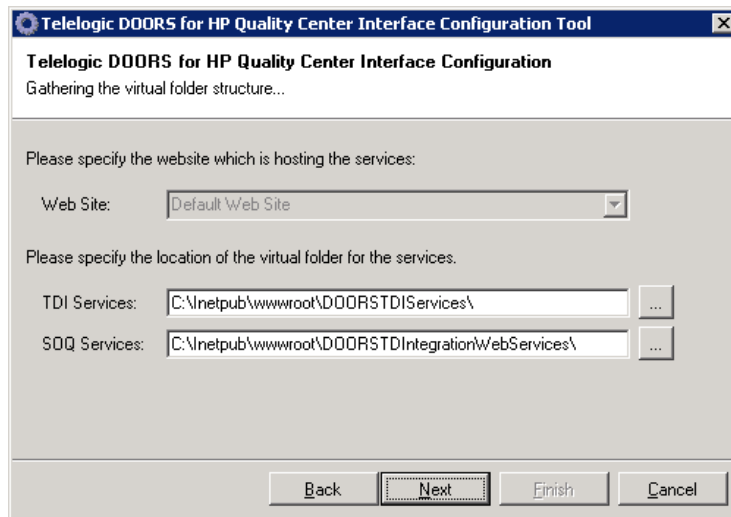 Telelogic DOORS for HP Quality Center Interface Configuration Tool
Telelogic DOORS for HP Quality Center Interface Configuration
Gathering the virtual folder structure...
Please specify the website which is hosting the services:
Web Site: Default Web Site
Please specify the location of the virtual folder for the services.
TDI Services: C:\Inetpub\wwwroot\DOORSTDIServices\ ...
SOQ Services: C:\Inetpub\wwwroot\DOORSTDIntegrationWebServices\ ...
Back Next Finish Cancel